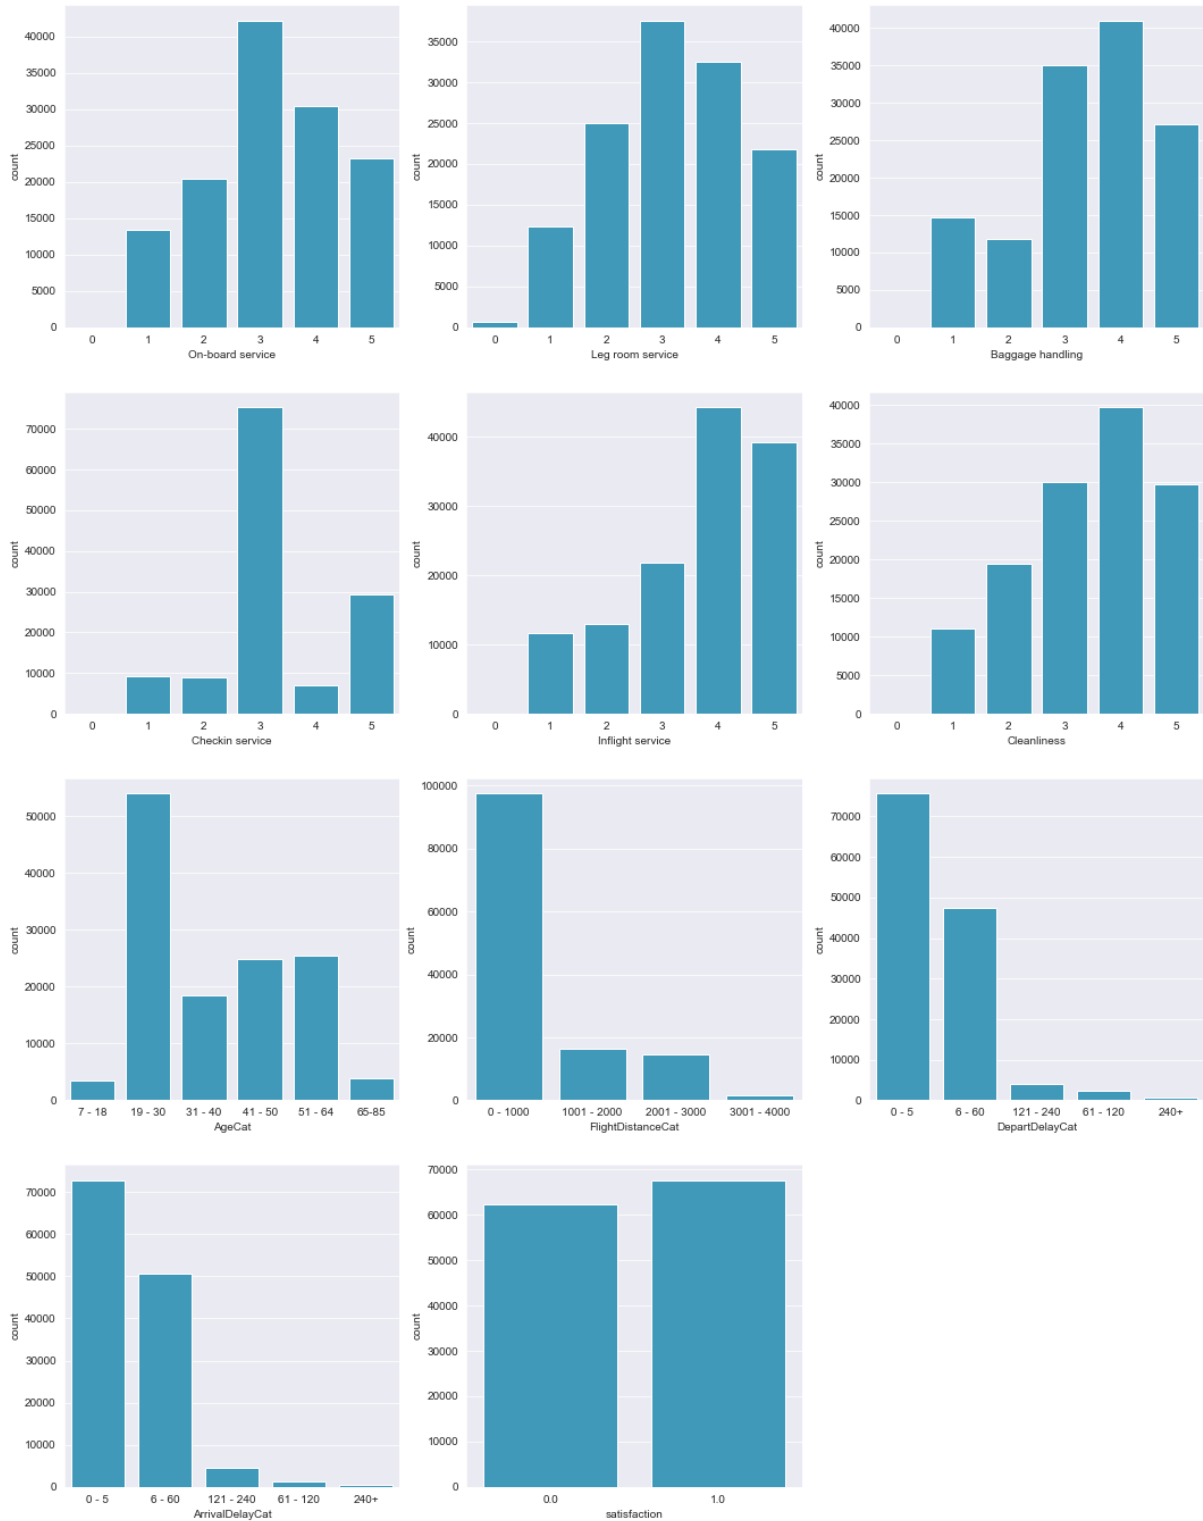 40000
35000
30000
25000
20000
15000
10000
5000
0
count
0 1 2 3 4 5
On-board service
35000
30000
25000
20000
15000
10000
5000
0
count
0 1 2 3 4 5
Leg room service
40000
35000
30000
25000
20000
15000
10000
5000
0
count
0 1 2 3 4 5
Baggage handling
70000
60000
50000
40000
30000
20000
10000
0
count
0 1 2 3 4 5
Checkin service
40000
30000
20000
10000
0
count
0 1 2 3 4 5
Inflight service
40000
35000
30000
25000
20000
15000
10000
5000
0
count
0 1 2 3 4 5
Cleanliness
50000
40000
30000
20000
10000
0
count
7 - 18 19 - 30 31 - 40 41 - 50 51 - 64 65-85
AgeCat
100000
80000
60000
40000
20000
0
count
0 - 1000 1001 - 2000 2001 - 3000 3001 - 4000
FlightDistanceCat
70000
60000
50000
40000
30000
20000
10000
0
count
0 - 5 6 - 60 121 - 240 61 - 120 240+
DepartDelayCat
70000
60000
50000
40000
30000
20000
10000
0
count
0 - 5 6 - 60 121 - 240 61 - 120 240+
ArrivalDelayCat
70000
60000
50000
40000
30000
20000
10000
0
count
0.0 1.0
satisfaction